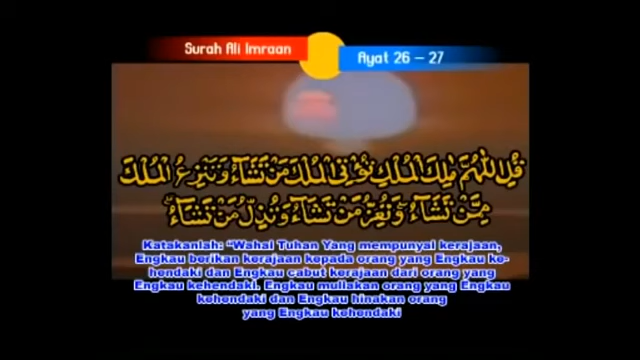 Surah Ali Imraan
Ayat 26 – 27
قُلِ اللَّهُمَّ مَالِكَ الْمُلْكِ تُؤْتِي الْمُلْكَ مَنْ تَشَاءُ وَتَنْزِعُ الْمُلْكَ
مِمَّنْ تَشَاءُ وَتُعِزُّ مَنْ تَشَاءُ وَتُذِلُّ مَنْ تَشَاءُ
Katakanlah: "Wahai Tuhan Yang mempunyai kerajaan,
Engkau berikan kerajaan kepada orang yang Engkau ke-
hendaki dan Engkau cabut kerajaan dari orang yang
Engkau kehendaki. Engkau muliakan orang yang Engkau
kehendaki dan Engkau hinakan orang
yang Engkau kehendaki